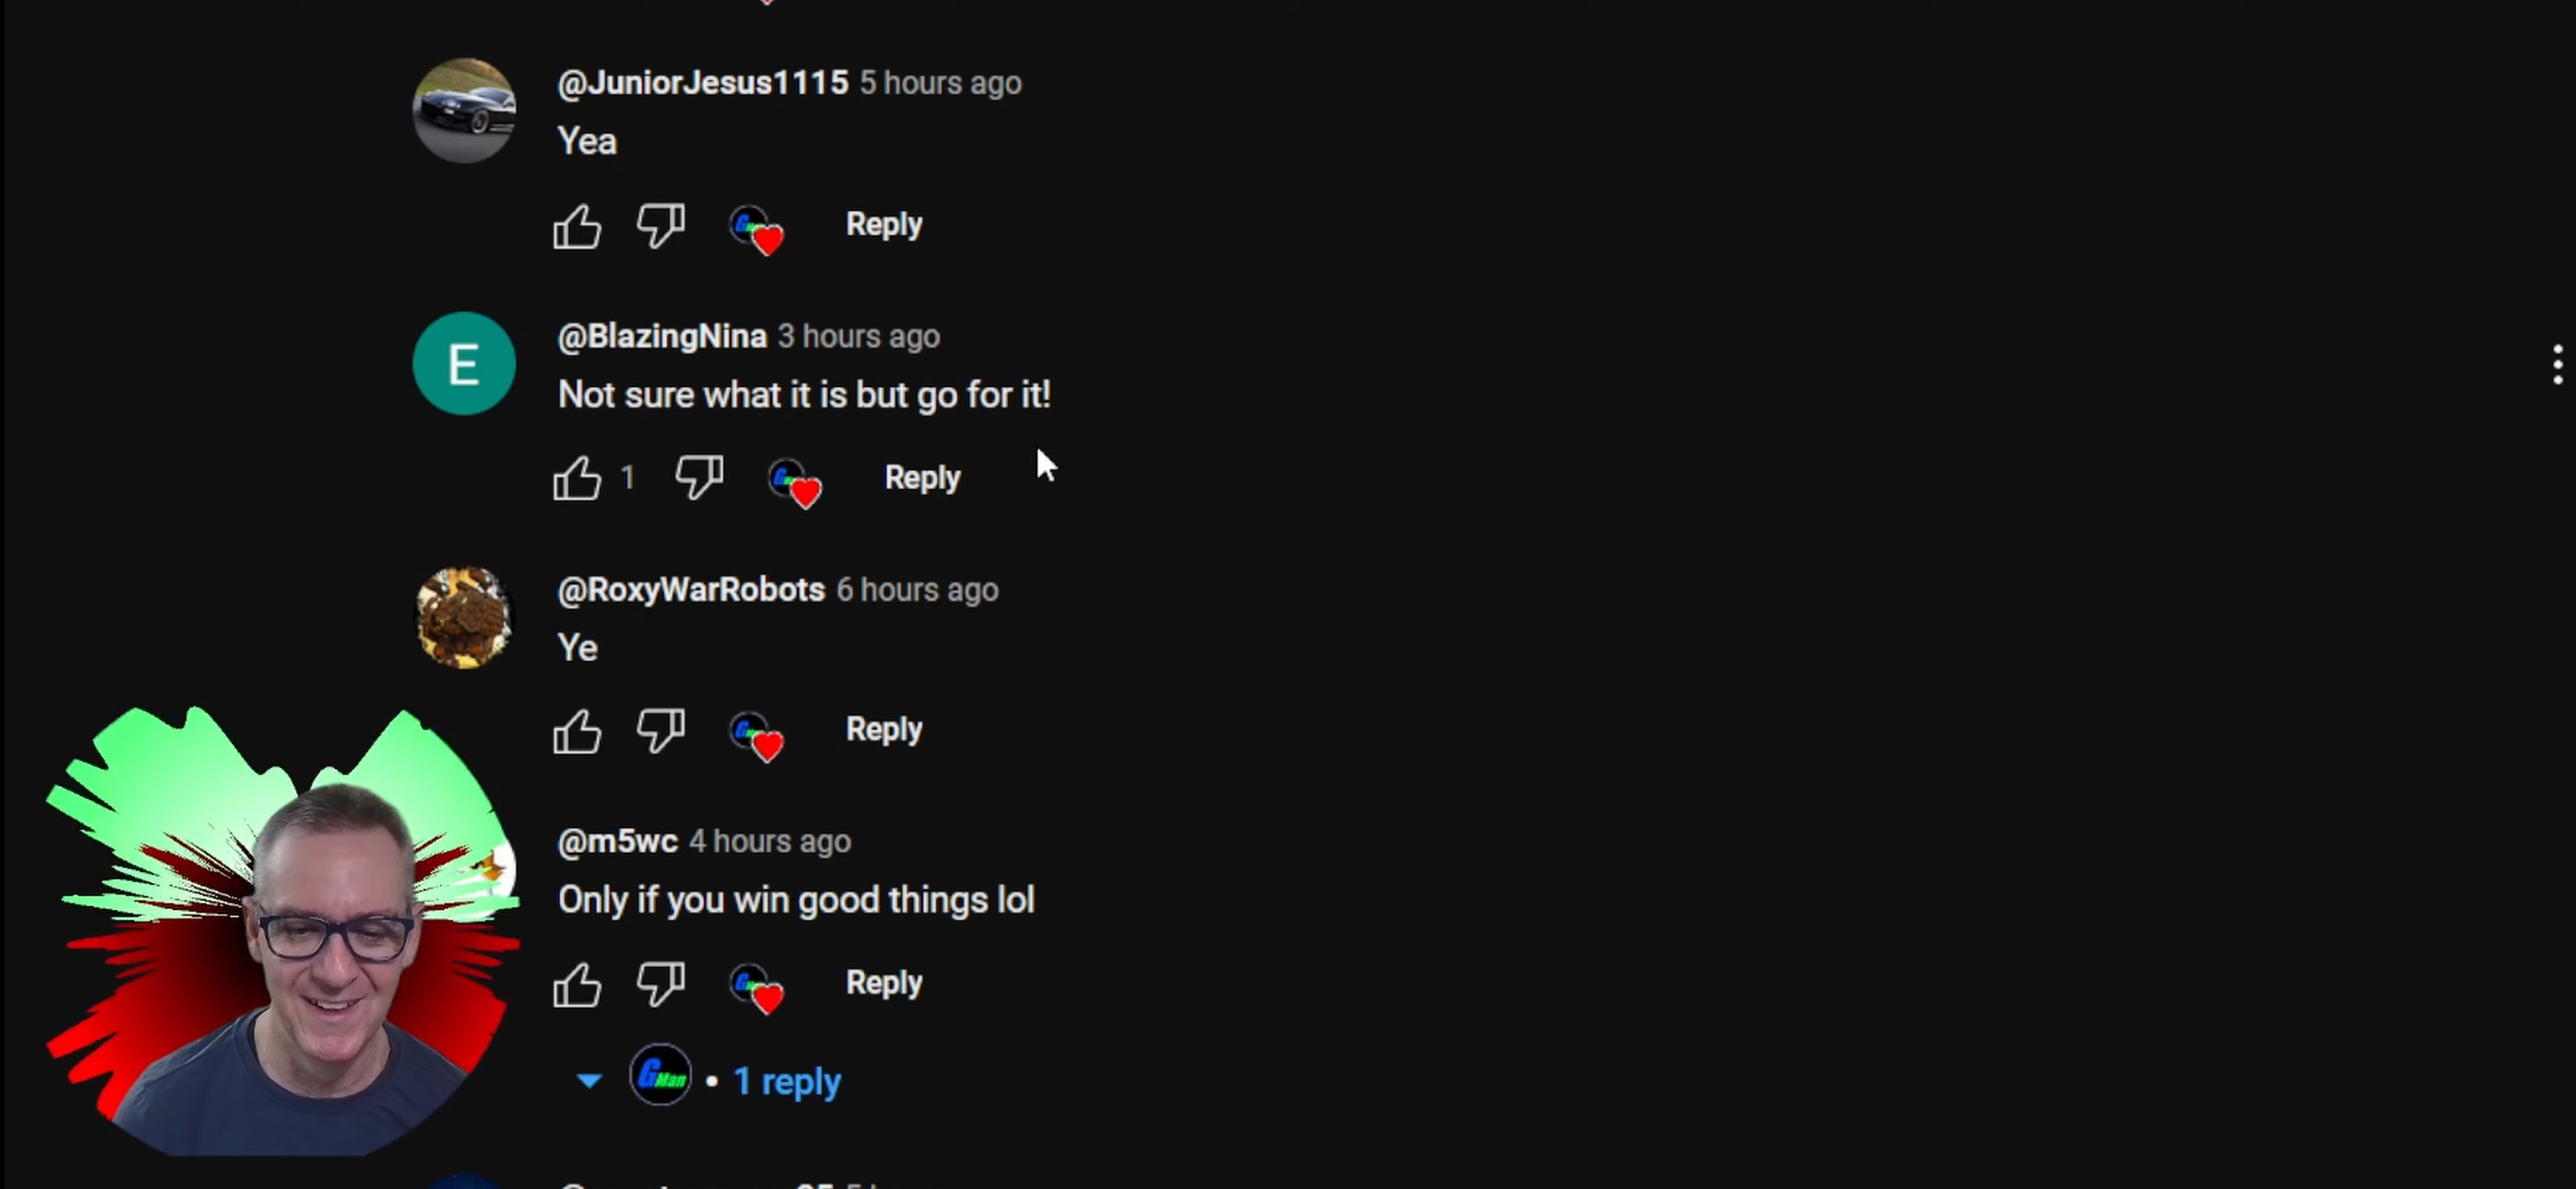 @JuniorJesus1115 5 hours ago
Yea
Reply
E
@BlazingNina 3 hours ago
Not sure what it is but go for it!
1 Reply
@RoxyWarRobots 6 hours ago
Ye
Reply
@m5wc 4 hours ago
Only if you win good things lol
Reply
GMan • 1 reply